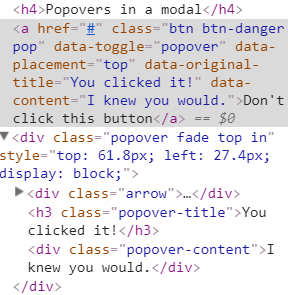 <h4>Popovers in a modal</h4>
<a href="#" class="btn btn-danger
pop" data-toggle="popover" data-
placement="top" data-original-
title="You clicked it!" data-
content="I knew you would.">Don't
click this button</a> == $0
▼<div class="popover fade top in"
style="top: 61.8px; left: 27.4px;
display: block;">
▶<div class="arrow">…</div>
<h3 class="popover-title">You
clicked it!</h3>
<div class="popover-content">I
knew you would.</div>
</div>